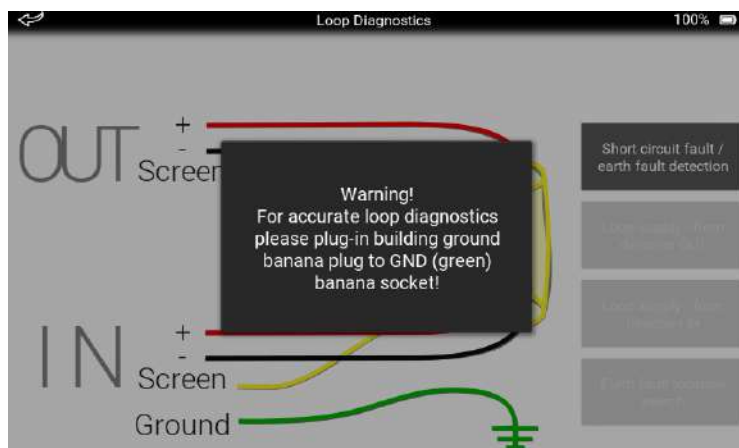 Loop Diagnostics
100%
OUT
+
-
Screen
Warning!
For accurate loop diagnostics
please plug-in building ground
banana plug to GND (green)
banana socket!
Short circuit fault /
earth fault detection
IN
+
-
Screen
Ground